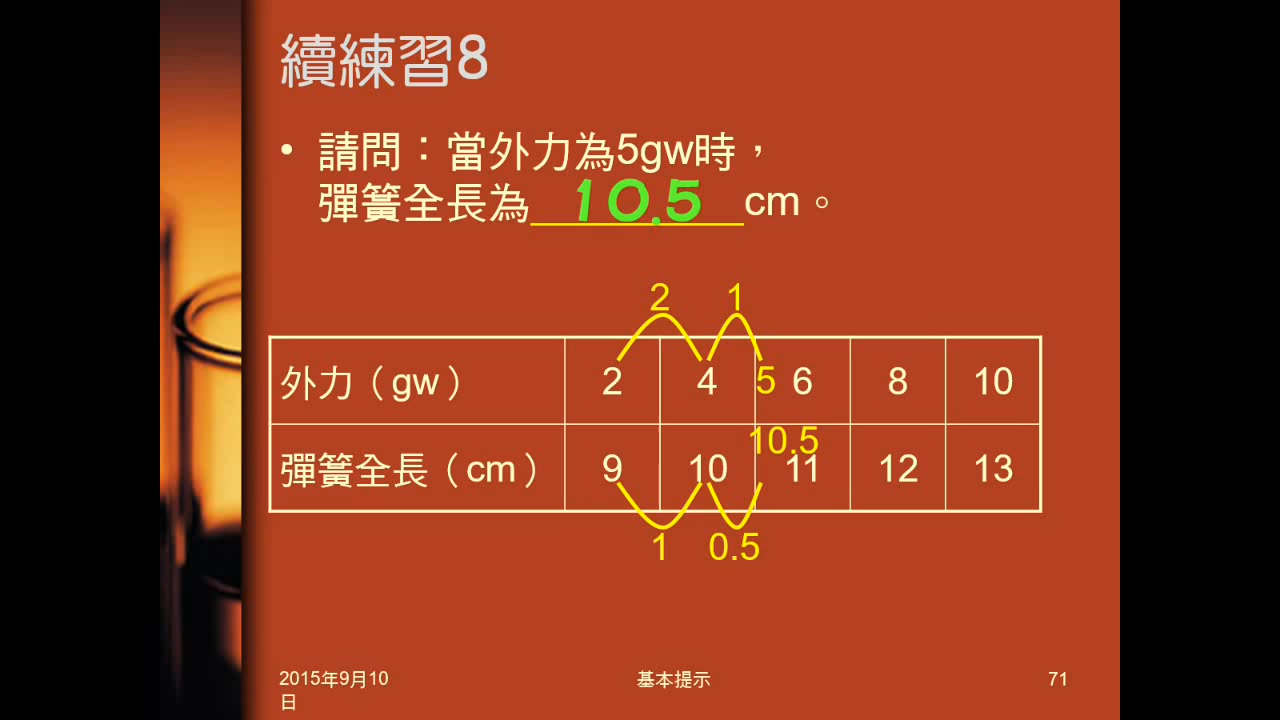 續練習8
• 請問：當外力為5gw時，
彈簧全長為 10.5 cm。
2 1
外力（gw） 2 4 5 6 8 10
10.5
彈簧全長（cm） 9 10 11 12 13
1 0.5
2015年9月10
日
基本提示
71